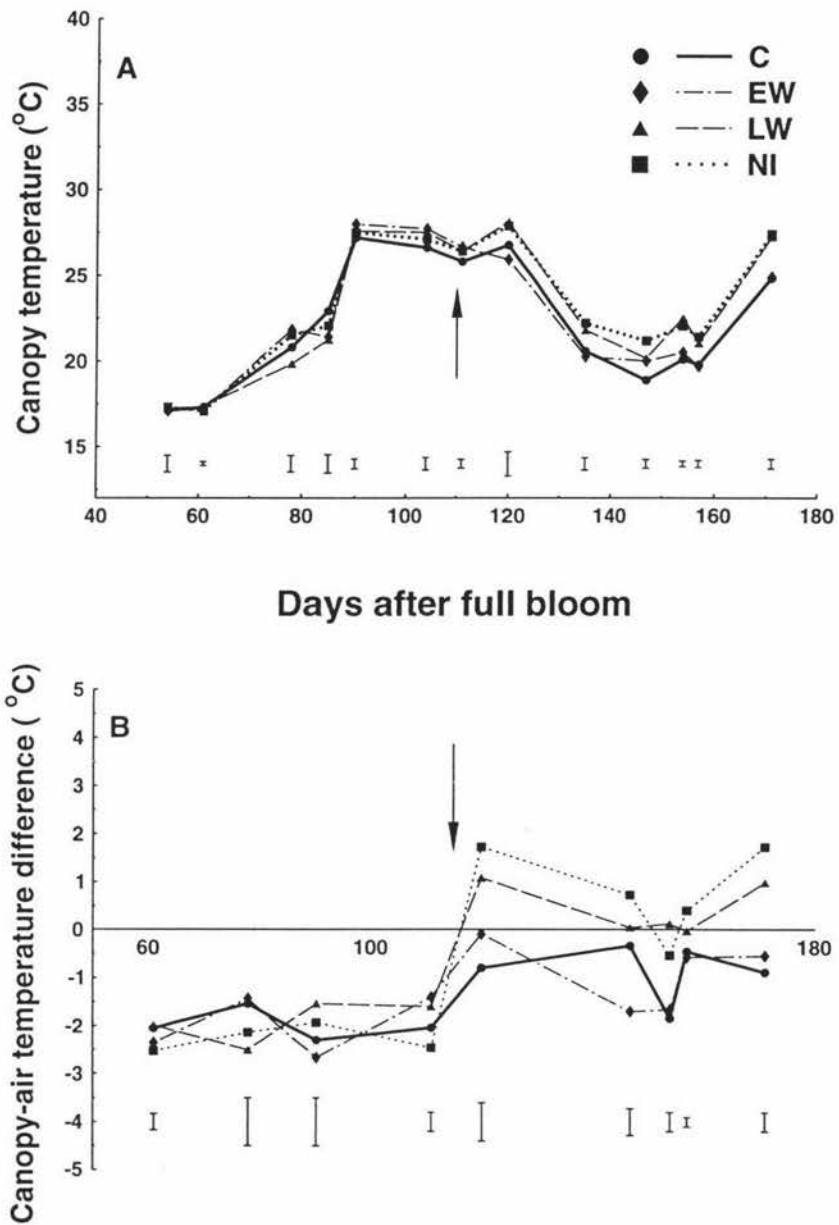 A
C
EW
LW
NI
Canopy temperature (°C)
40
35
30
25
20
15
40 60 80 100 120 140 160 180
Days after full bloom
B
Canopy-air temperature difference ( °C)
5
4
3
2
1
0
-1
-2
-3
-4
-5
60 100 180